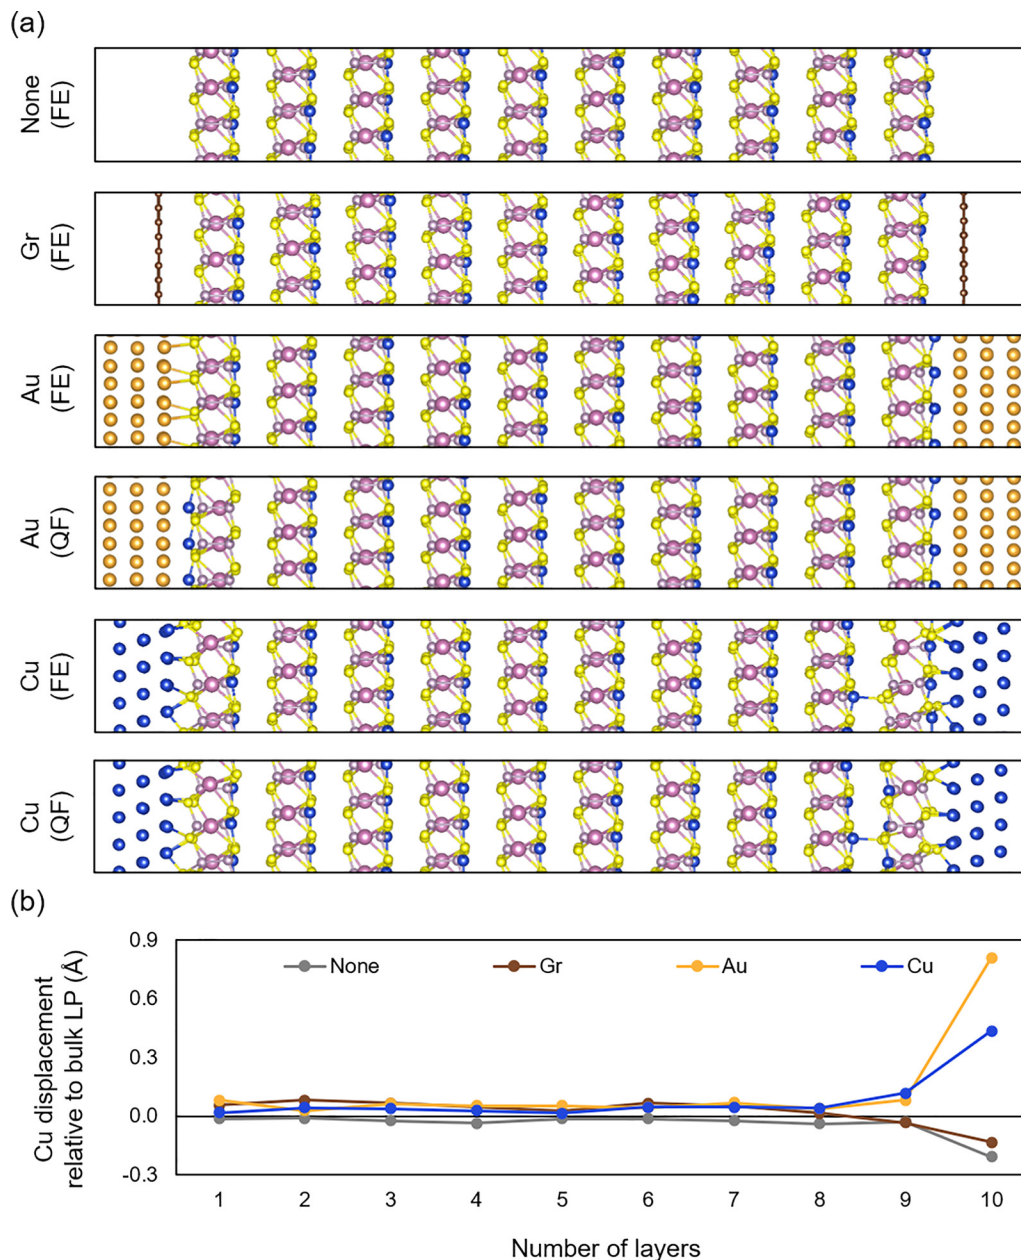 (a)
None
(FE)
Gr
(FE)
Au
(FE)
Au
(QF)
Cu
(FE)
Cu
(QF)
(b)
Cu displacement
relative to bulk LP (Å)
0.9
0.6
0.3
0.0
-0.3
None Gr Au Cu
1 2 3 4 5 6 7 8 9 10
Number of layers